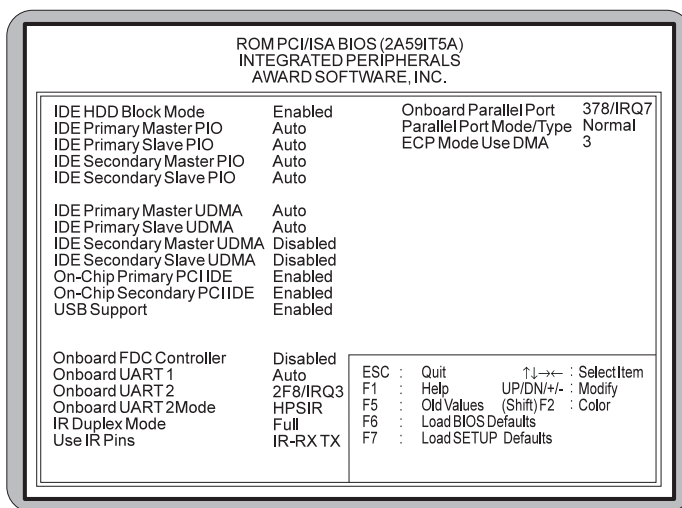 ROM PCI/ISA BIOS (2A59IT5A)
INTEGRATED PERIPHERALS
AWARD SOFTWARE, INC.
IDE HDD Block Mode Enabled
IDE Primary Master PIO Auto
IDE Primary Slave PIO Auto
IDE Secondary Master PIO Auto
IDE Secondary Slave PIO Auto
IDE Primary Master UDMA Auto
IDE Primary Slave UDMA Auto
IDE Secondary Master UDMA Disabled
IDE Secondary Slave UDMA Disabled
On-Chip Primary PCI IDE Enabled
On-Chip Secondary PCI IDE Enabled
USB Support Enabled
Onboard FDC Controller Disabled
Onboard UART 1 Auto
Onboard UART 2 2F8/IRQ3
Onboard UART 2 Mode HPSIR
IR Duplex Mode Full
Use IR Pins IR-RX TX
Onboard Parallel Port 378/IRQ7
Parallel Port Mode/Type Normal
ECP Mode Use DMA 3
ESC : Quit ↑↓→← : Select Item
F1 : Help UP/DN/+/- : Modify
F5 : Old Values (Shift) F2 : Color
F6 : Load BIOS Defaults
F7 : Load SETUP Defaults